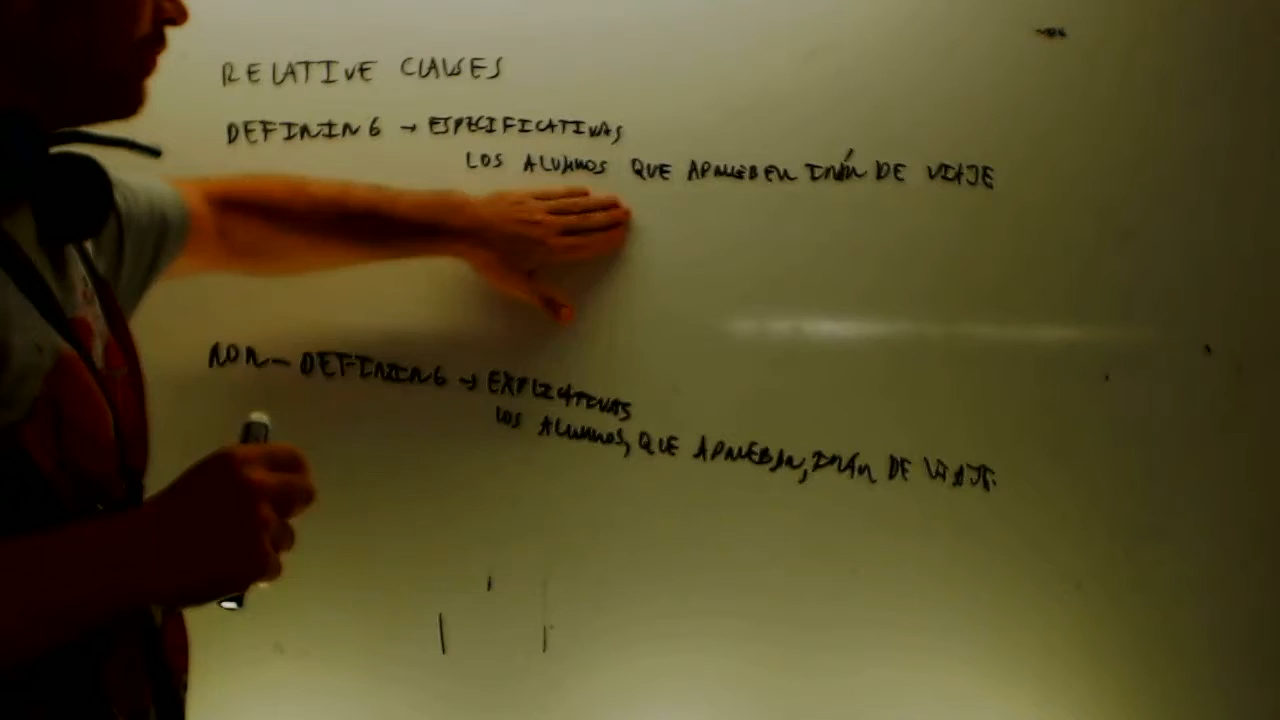 RELATIVE CLAUSES
DEFINING → ESPECIFICATIVAS
LOS ALUMNOS QUE APRUEBEN IRÁN DE VIAJE
NON-DEFINING → EXPLICATIVAS
LOS ALUMNOS, QUE APRUEBAN, IRÁN DE VIAJE.